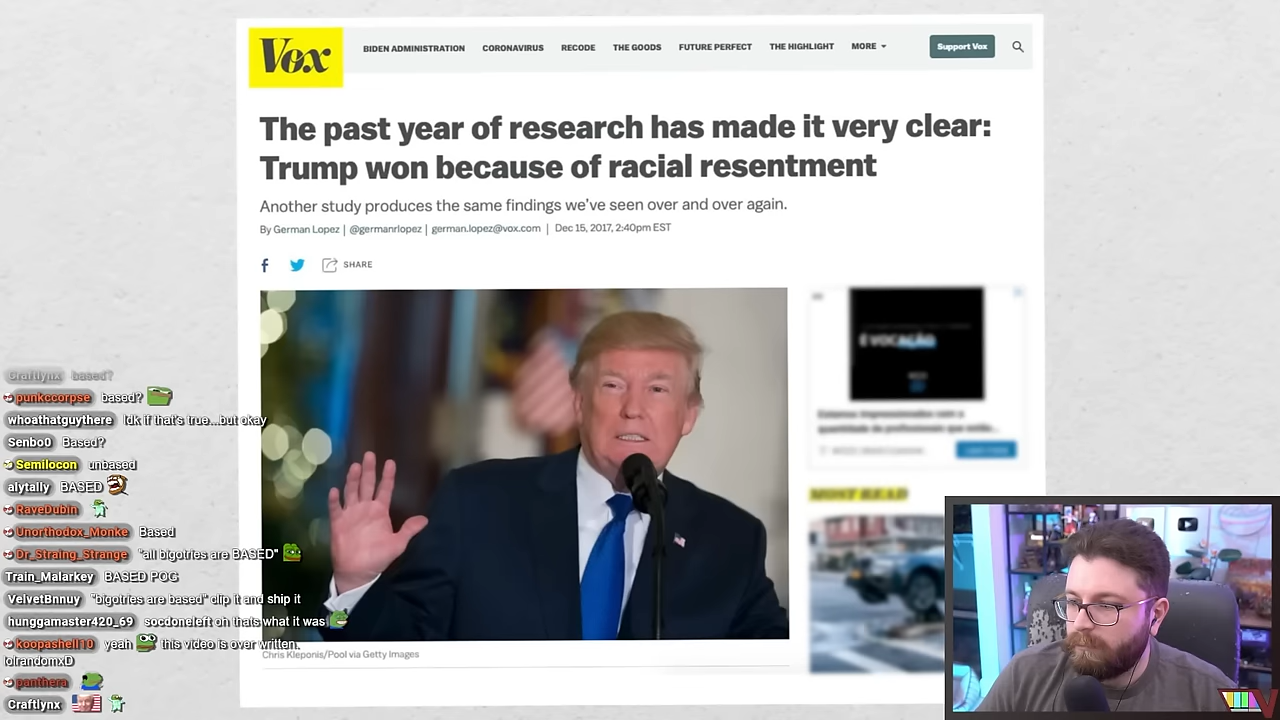 Vox
BIDEN ADMINISTRATION CORONAVIRUS RECODE THE GOODS FUTURE PERFECT THE HIGHLIGHT MORE
Support Vox
The past year of research has made it very clear:
Trump won because of racial resentment
Another study produces the same findings we've seen over and over again.
By German Lopez | @germanrlopez | german.lopez@vox.com | Dec 15, 2017, 2:40pm EST
SHARE
MOST READ
Chris Kleponis/Pool via Getty Images
Craftlynx based?
punkccorpse based?
whoathatguythere Idk if that's true...but okay
Senbo0 Based?
Semilocon unbased
alytally BASED
RaveDubin
Unorthodox_Monke Based
Dr_Straing_Strange "all bigotries are BASED"
Train_Malarkey BASED POG
VelvetBnnuy "bigotries are based" clip it and ship it
hunggamaster420_69 socdoneleft on thats what it was
koopashell10 yeah this video is over written.
lolrandomxD
panthera
Craftlynx